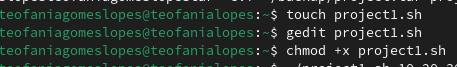 teofaniagomeslopes@teofanialopes:~$ touch project1.sh
teofaniagomeslopes@teofanialopes:~$ gedit project1.sh
teofaniagomeslopes@teofanialopes:~$ chmod +x project1.sh